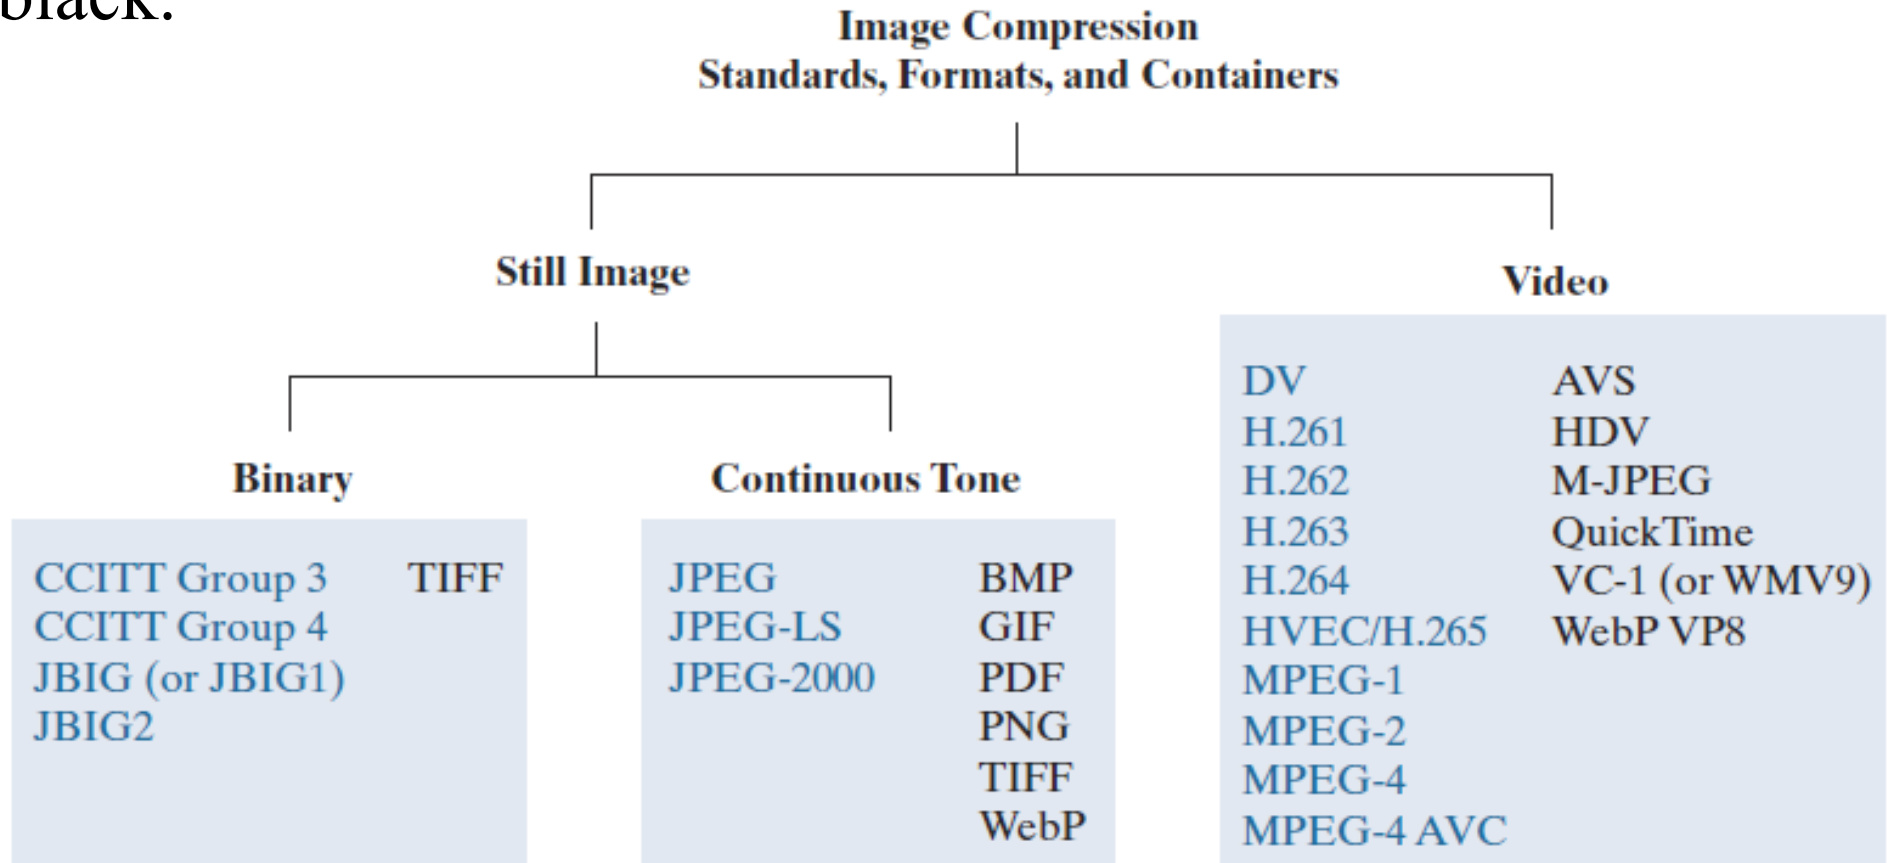 black.
Image Compression
Standards, Formats, and Containers
Still Image
Video
Binary
Continuous Tone
CCITT Group 3 TIFF
CCITT Group 4
JBIG (or JBIG1)
JBIG2
JPEG BMP
JPEG-LS GIF
JPEG-2000 PDF
PNG
TIFF
WebP
DV AVS
H.261 HDV
H.262 M-JPEG
H.263 QuickTime
H.264 VC-1 (or WMV9)
HVEC/H.265 WebP VP8
MPEG-1
MPEG-2
MPEG-4
MPEG-4 AVC